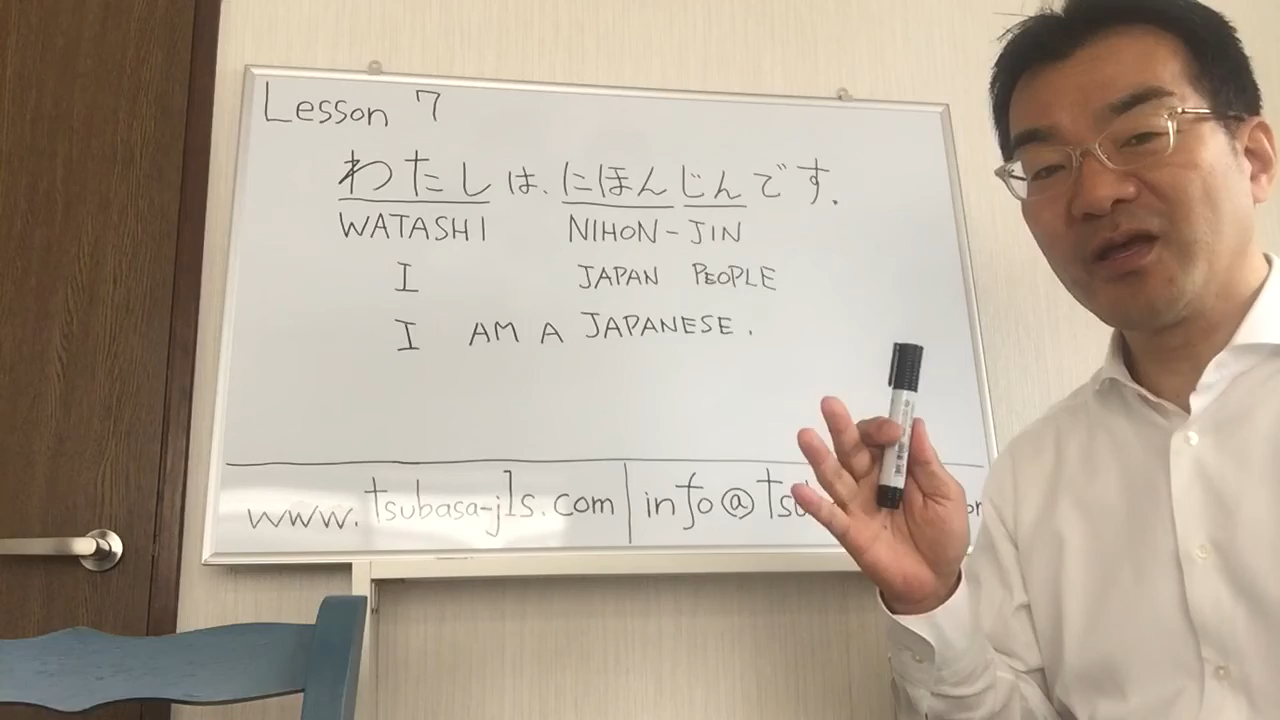 Lesson 7
わたしは、にほんじんです.
WATASHI NIHON-JIN
I JAPAN PEOPLE
I AM A JAPANESE.
www.tsubasa-jls.com | info@